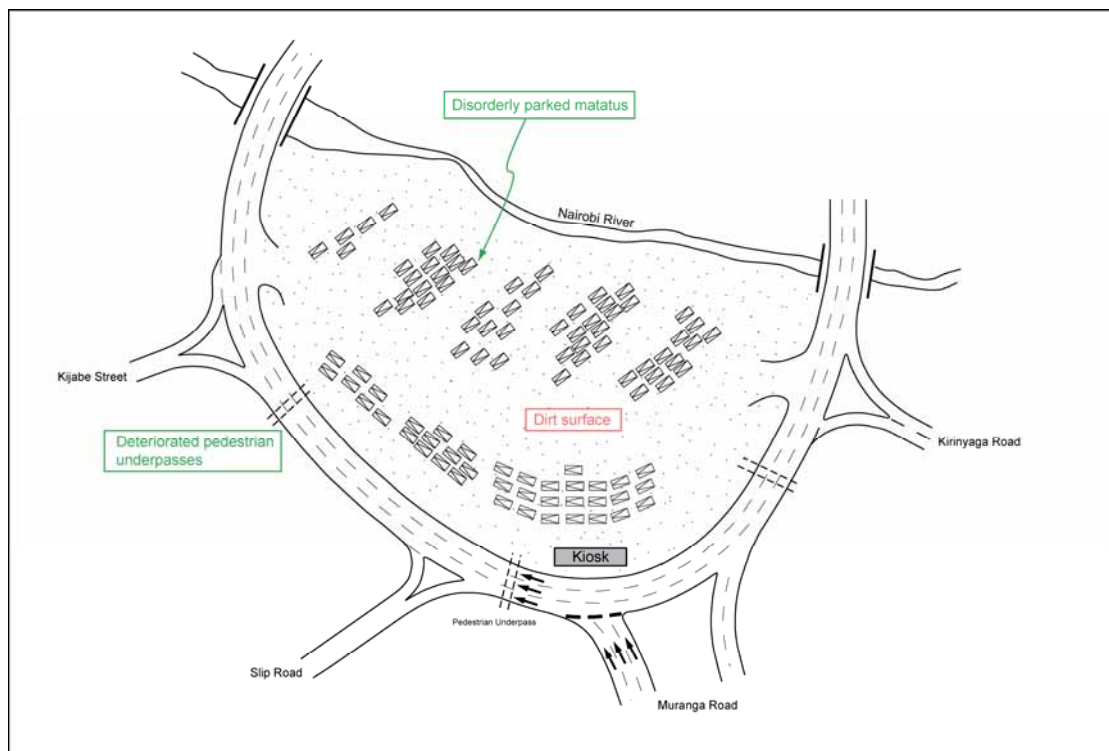 Disorderly parked matatus
Nairobi River
Kijabe Street
Dirt surface
Deteriorated pedestrian
underpasses
Kirinyaga Road
Kiosk
Pedestrian Underpass
Slip Road
Muranga Road